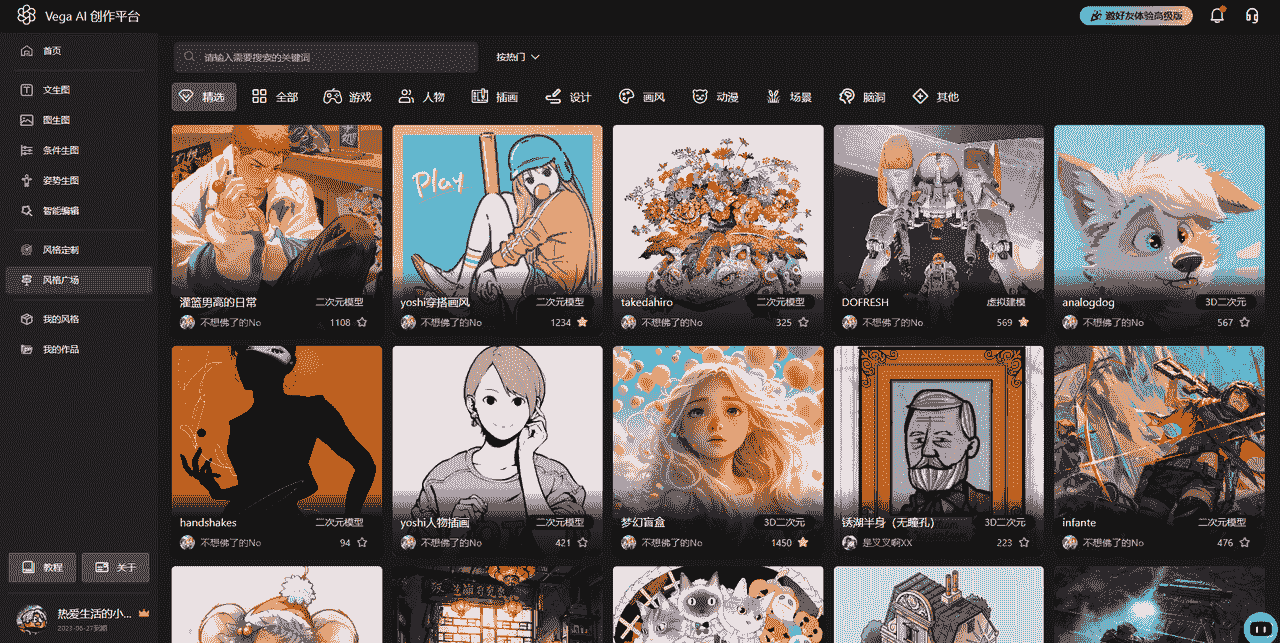 Vega AI 创作平台
邀好友体验高级版
首页
文生图
图生图
条件生图
姿势生图
智能编辑
风格定制
风格广场
我的风格
我的作品
教程
关于
热爱生活的小...
2023-06-27到期
请输入需要搜索的关键词
按热门
精选
全部
游戏
人物
插画
设计
画风
动漫
场景
脑洞
其他
Play
灌篮男高的日常
二次元模型
不想佛了的No
1108
yoshi穿搭画风
二次元模型
不想佛了的No
1234
takedahiro
二次元模型
不想佛了的No
325
DOFRESH
虚拟建模
不想佛了的No
569
analogdog
3D二次元
不想佛了的No
567
handshakes
二次元模型
不想佛了的No
94
yoshi人物插画
二次元模型
不想佛了的No
421
梦幻盲盒
3D二次元
不想佛了的No
1450
锈湖半身（无瞳孔）
3D二次元
是叉叉啊XX
223
infante
二次元模型
不想佛了的No
476